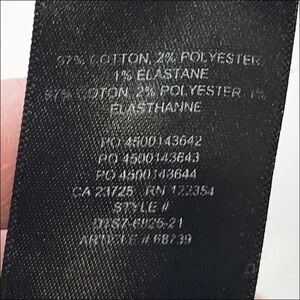 97% COTTON, 2% POLYESTER
1% ELASTANE
97% COTON, 2% POLYESTER 1%
ELASTHANNE
PO 4500143642
PO 4500143643
PO 4500143644
CA 23725 RN 122354
STYLE #
DTS7-6825-21
ARTICLE # 68739